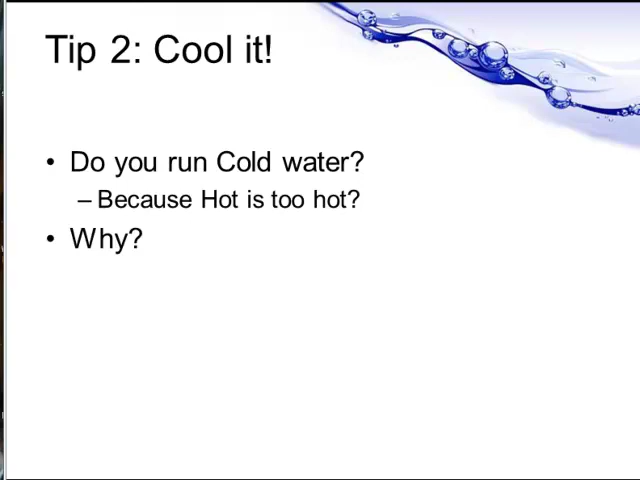 Tip 2: Cool it!
• Do you run Cold water?
– Because Hot is too hot?
• Why?